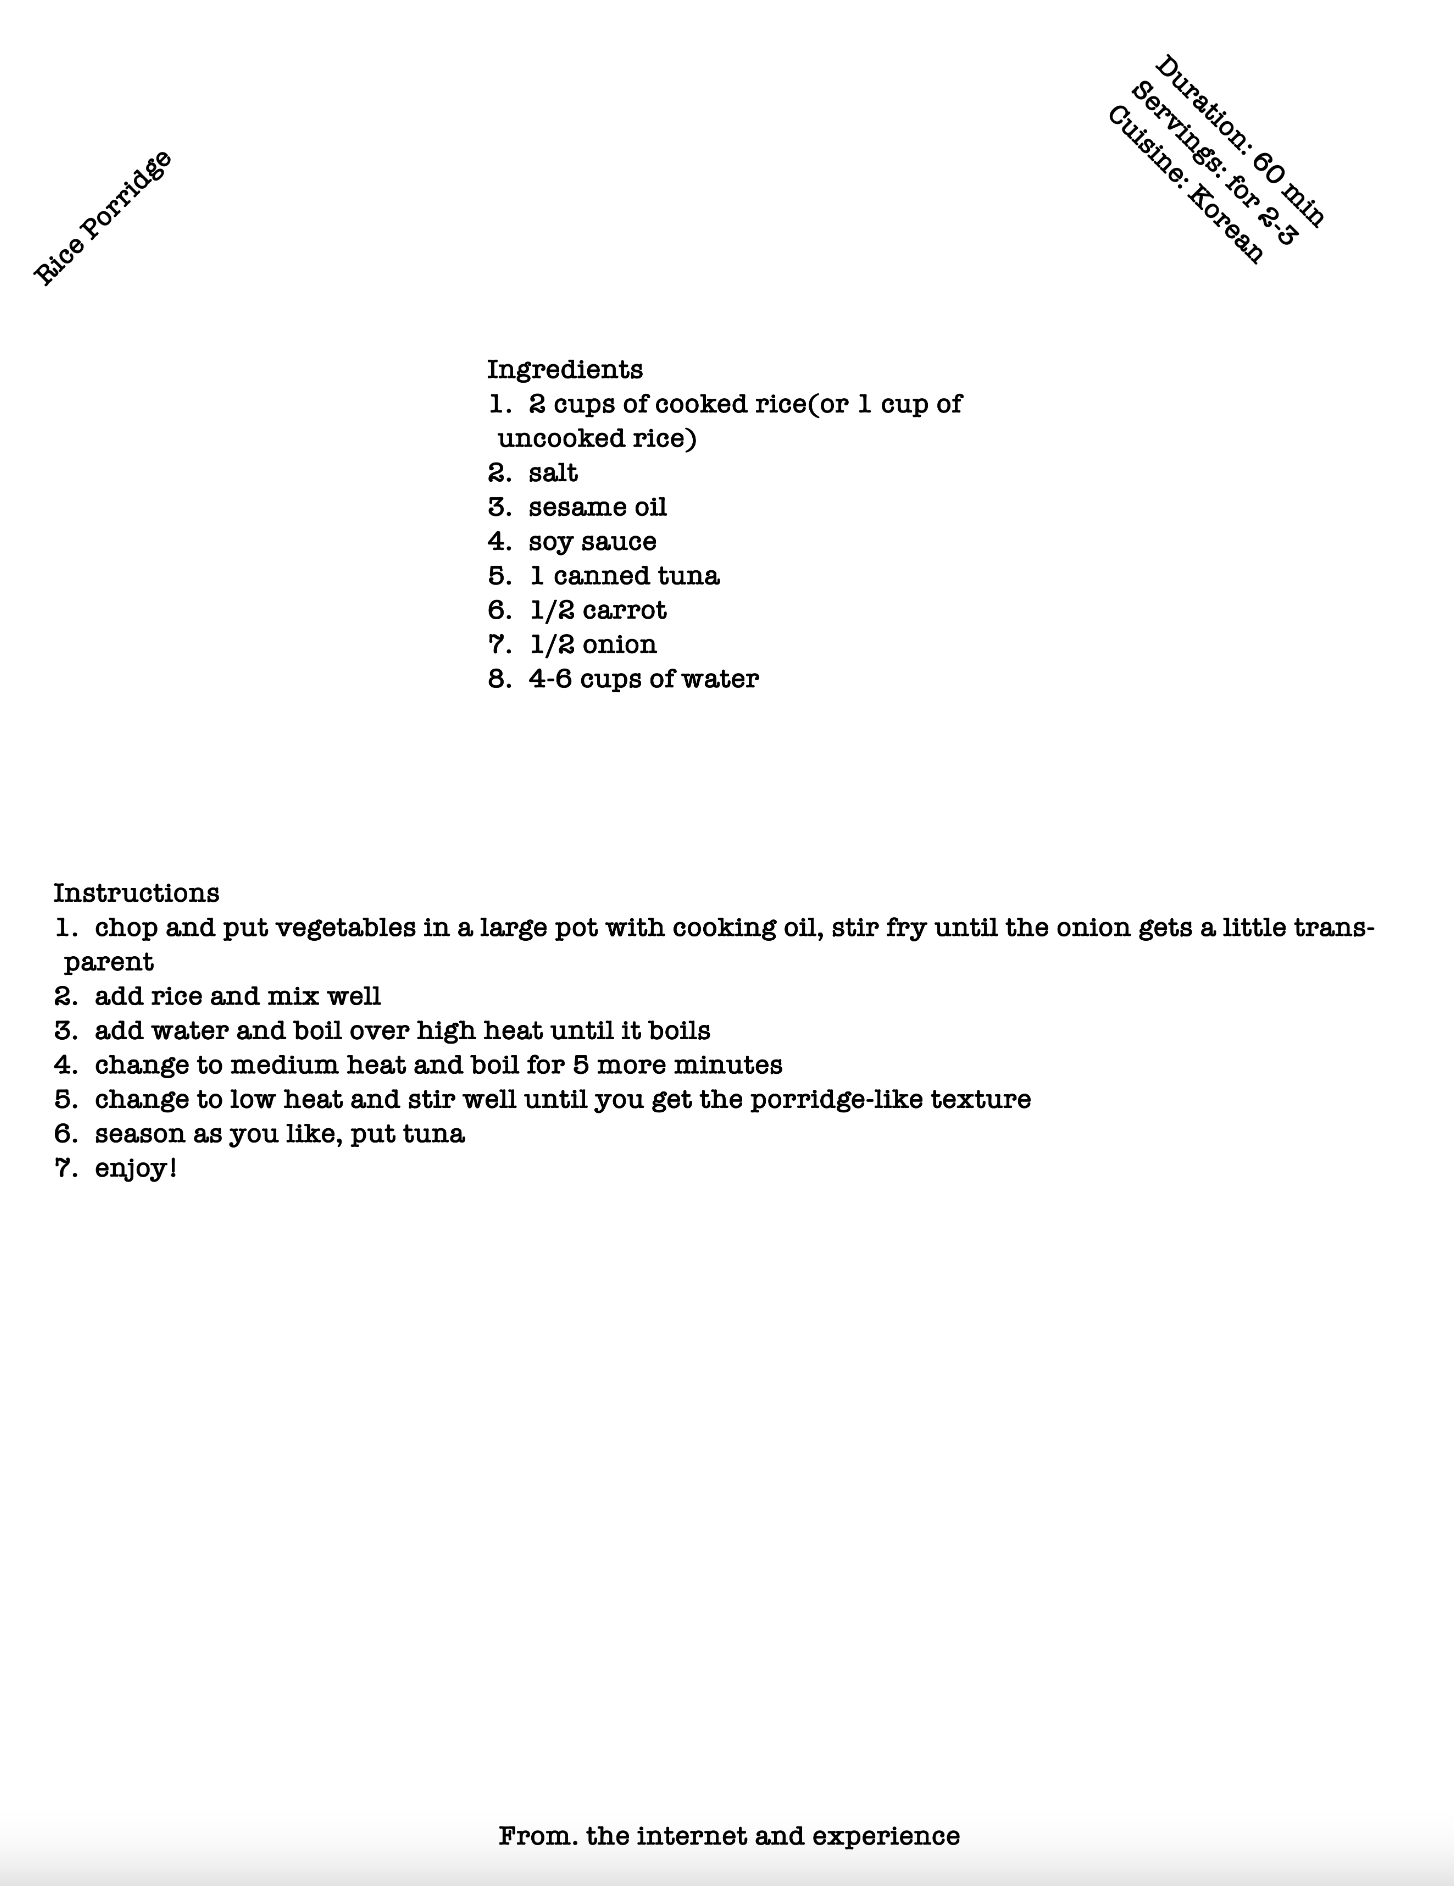 Rice Porridge
Duration: 60 min
Servings: for 2-3
Cuisine: Korean
Ingredients
1. 2 cups of cooked rice(or 1 cup of
uncooked rice)
2. salt
3. sesame oil
4. soy sauce
5. 1 canned tuna
6. 1/2 carrot
7. 1/2 onion
8. 4-6 cups of water
Instructions
1. chop and put vegetables in a large pot with cooking oil, stir fry until the onion gets a little trans-
parent
2. add rice and mix well
3. add water and boil over high heat until it boils
4. change to medium heat and boil for 5 more minutes
5. change to low heat and stir well until you get the porridge-like texture
6. season as you like, put tuna
7. enjoy!
From. the internet and experience